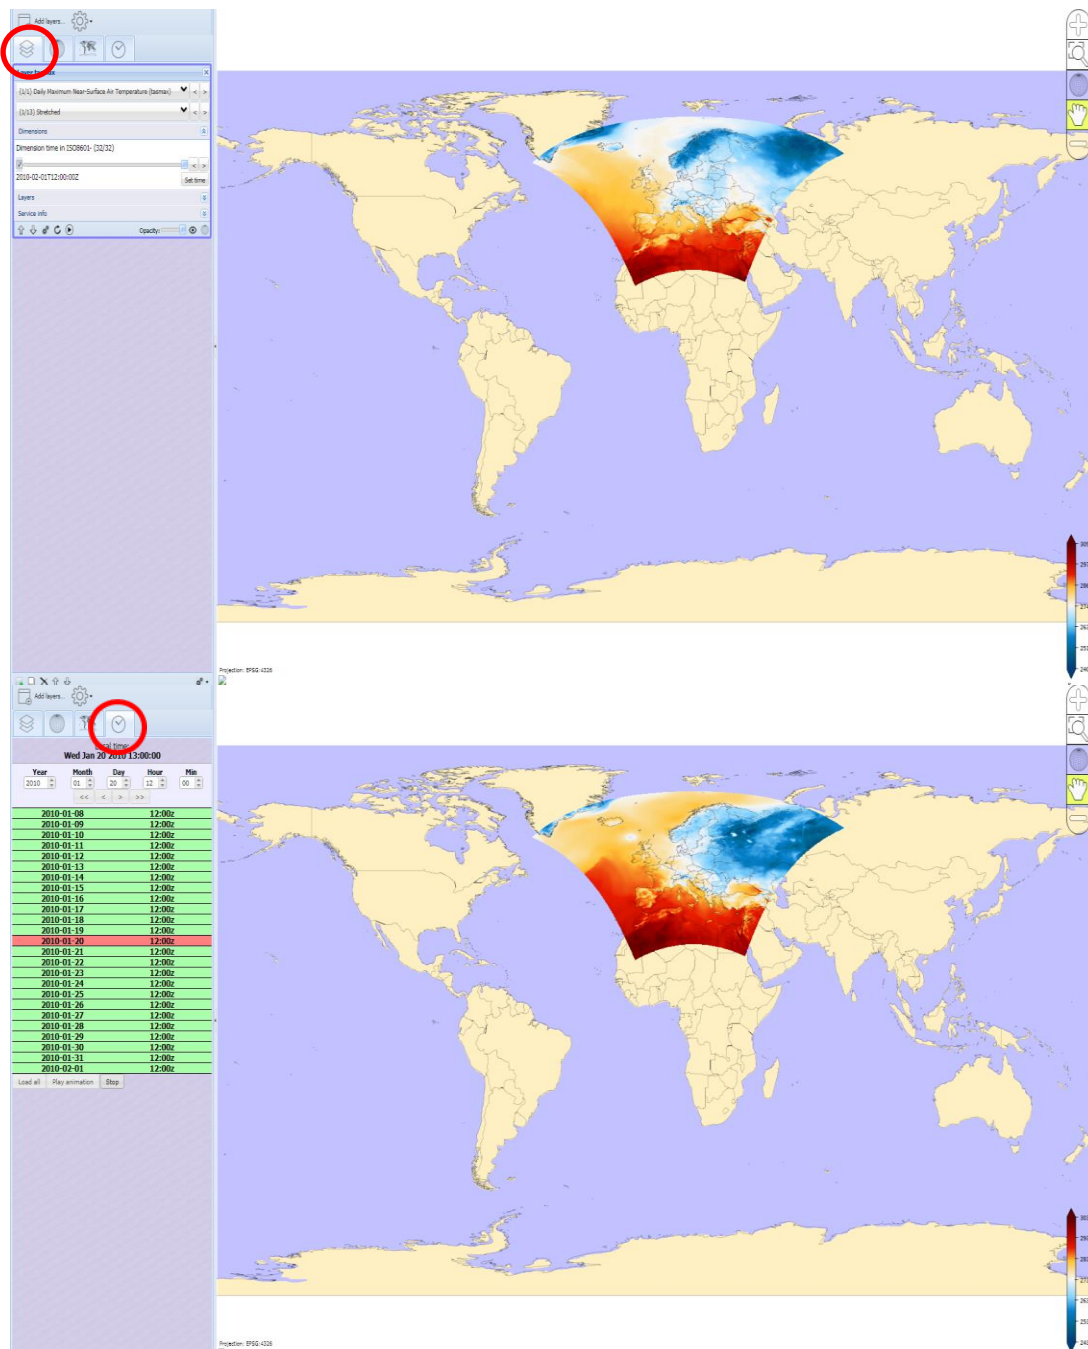 Add layers...
(1/1) Daily Maximum Near-Surface Air Temperature (tasmax)
(1/13) Stretched
Dimensions
Dimension time in ISO8601- (32/32)
< >
2010-02-01T12:00:00Z
Set time
Layers
Service info
Opacity:
Projection: EPSG:4326
Add layers...
Wed Jan 20 2010 13:00:00
Year Month Day Hour Min
2010 01 20 12 00
<< < > >>
2010-01-08 12:00z
2010-01-09 12:00z
2010-01-10 12:00z
2010-01-11 12:00z
2010-01-12 12:00z
2010-01-13 12:00z
2010-01-14 12:00z
2010-01-15 12:00z
2010-01-16 12:00z
2010-01-17 12:00z
2010-01-18 12:00z
2010-01-19 12:00z
2010-01-20 12:00z
2010-01-21 12:00z
2010-01-22 12:00z
2010-01-23 12:00z
2010-01-24 12:00z
2010-01-25 12:00z
2010-01-26 12:00z
2010-01-27 12:00z
2010-01-28 12:00z
2010-01-29 12:00z
2010-01-30 12:00z
2010-01-31 12:00z
2010-02-01 12:00z
Load all Play animation Stop
Projection: EPSG:4326